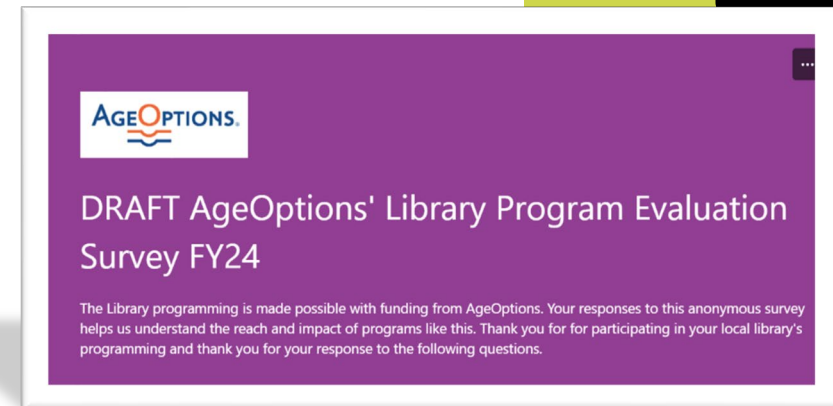 AGEOPTIONS.
DRAFT AgeOptions' Library Program Evaluation
Survey FY24
The Library programming is made possible with funding from AgeOptions. Your responses to this anonymous survey
helps us understand the reach and impact of programs like this. Thank you for for participating in your local library's
programming and thank you for your response to the following questions.